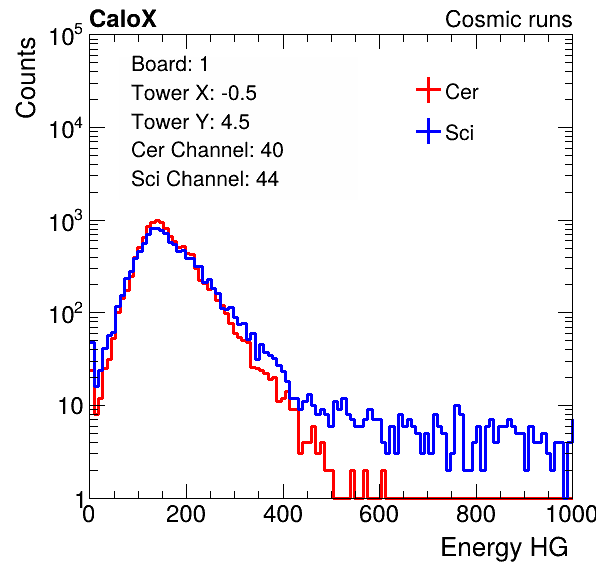 CaloX Cosmic runs
Counts
10^5
10^4
10^3
10^2
10
1
Board: 1
Tower X: -0.5
Tower Y: 4.5
Cer Channel: 40
Sci Channel: 44
Cer
Sci
0 200 400 600 800 1000
Energy HG